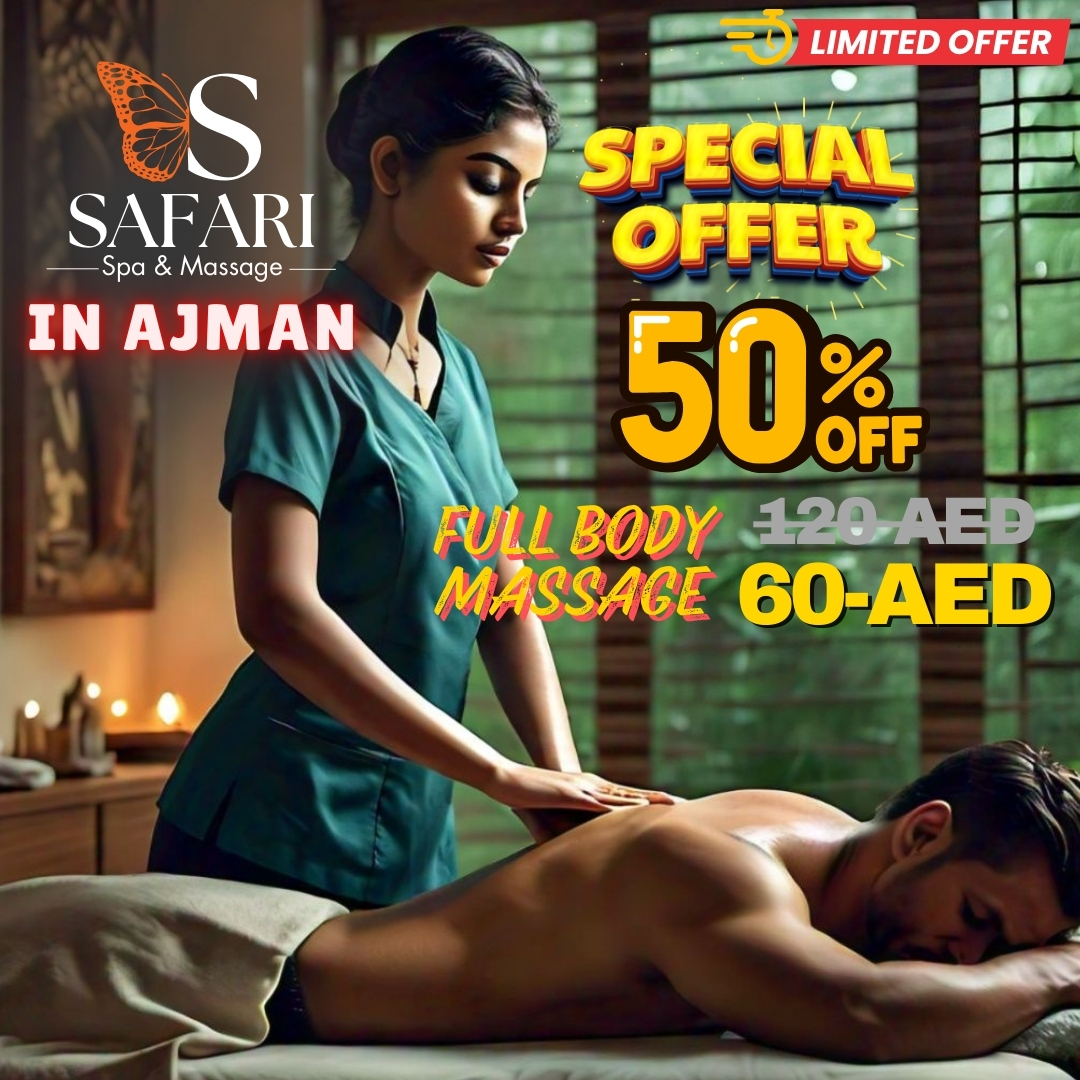 LIMITED OFFER
S
SAFARI
Spa & Massage
IN AJMAN
SPECIAL
OFFER
50%
OFF
FULL BODY
MASSAGE
120 AED
60-AED